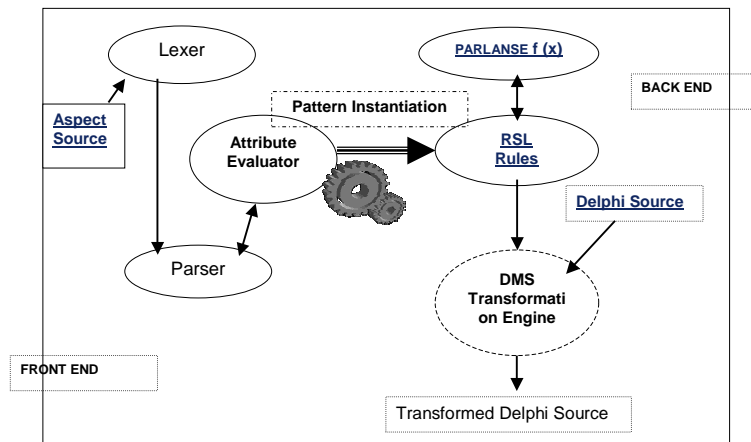 Lexer
PARLANSE f (x)
BACK END
Pattern Instantiation
Aspect
Source
Attribute
Evaluator
RSL
Rules
Delphi Source
Parser
DMS
Transformati
on Engine
FRONT END
Transformed Delphi Source